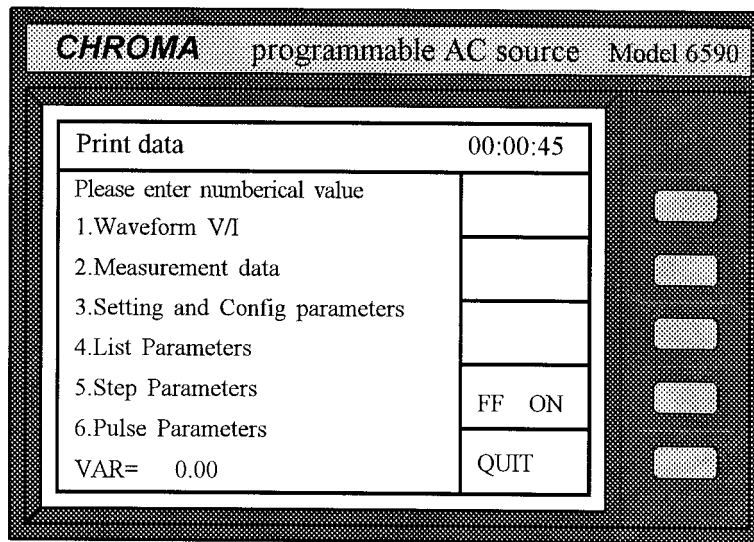 CHROMA programmable AC source Model 6590
Print data 00:00:45
Please enter numberical value
1.Waveform V/I
2.Measurement data
3.Setting and Config parameters
4.List Parameters
5.Step Parameters
FF ON
6.Pulse Parameters
VAR= 0.00
QUIT